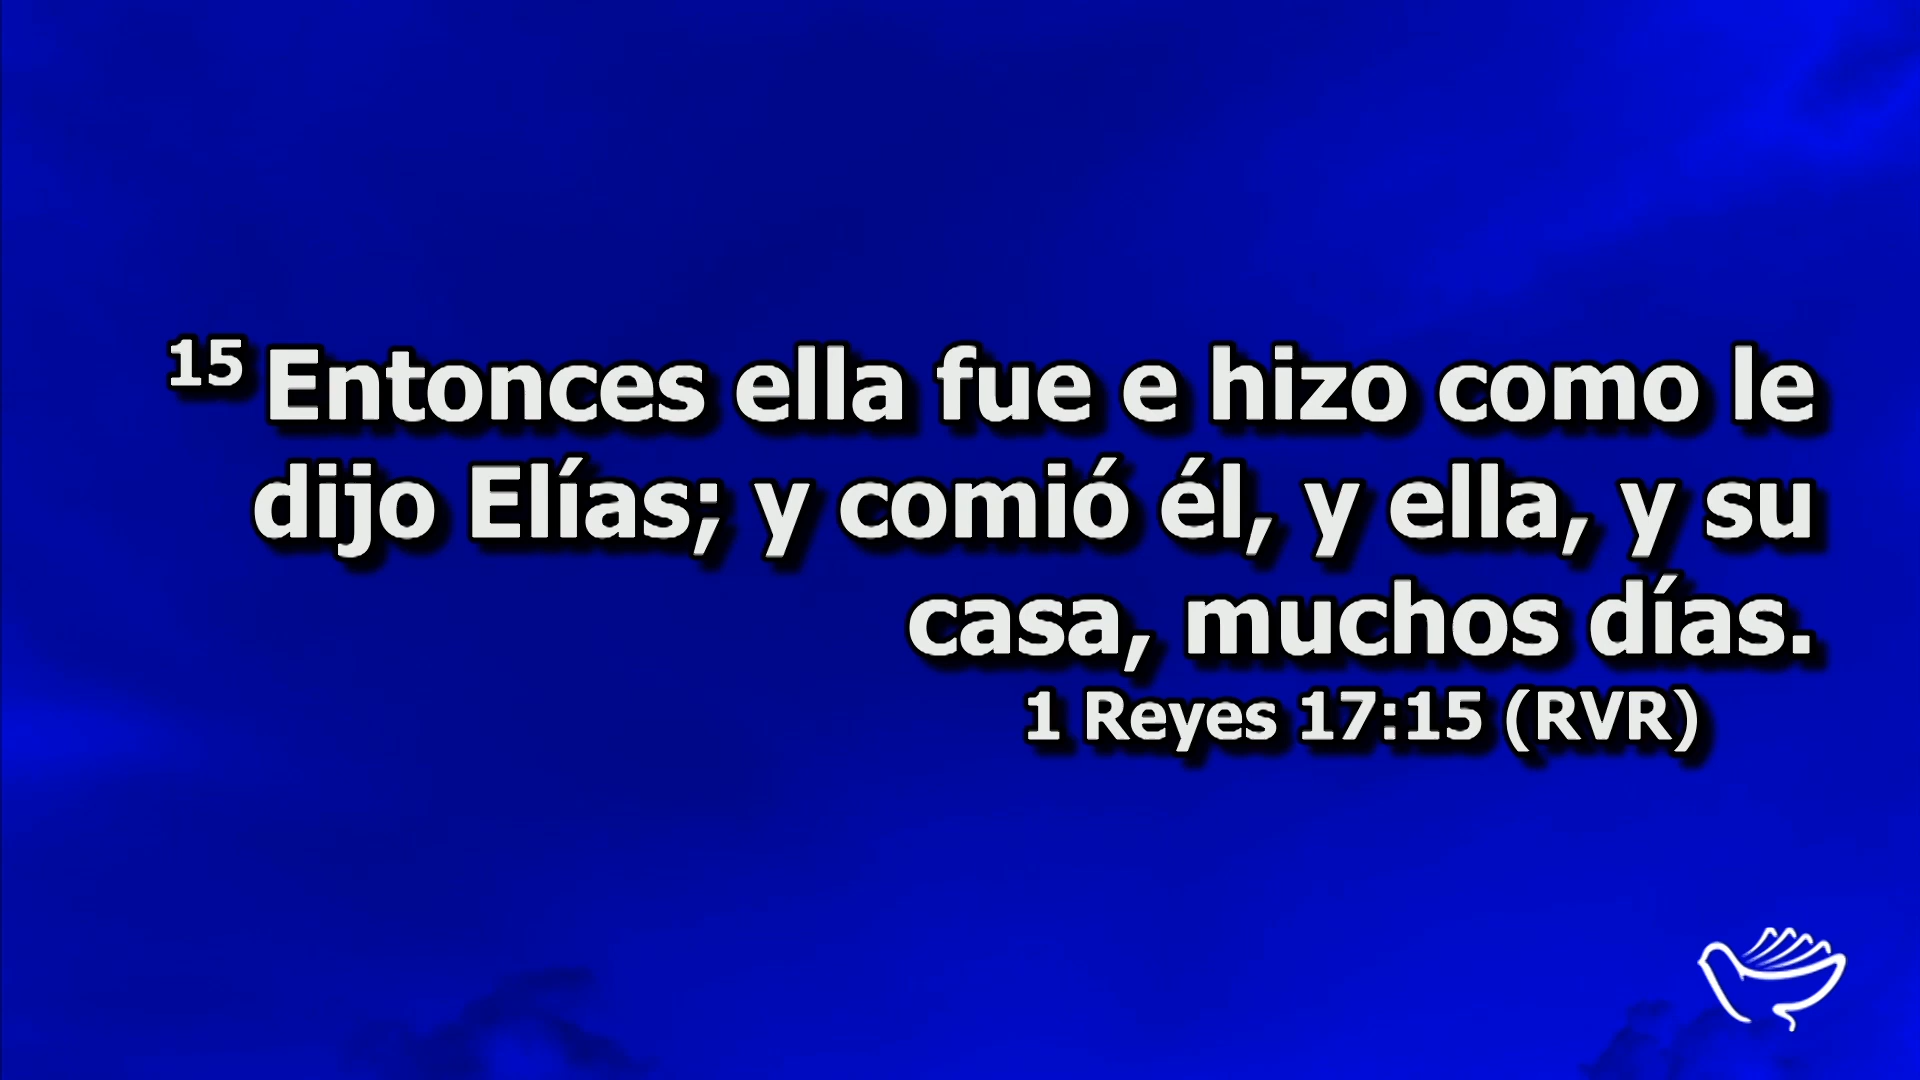 15 Entonces ella fue e hizo como le
dijo Elías; y comió él, y ella, y su
casa, muchos días.
1 Reyes 17:15 (RVR)